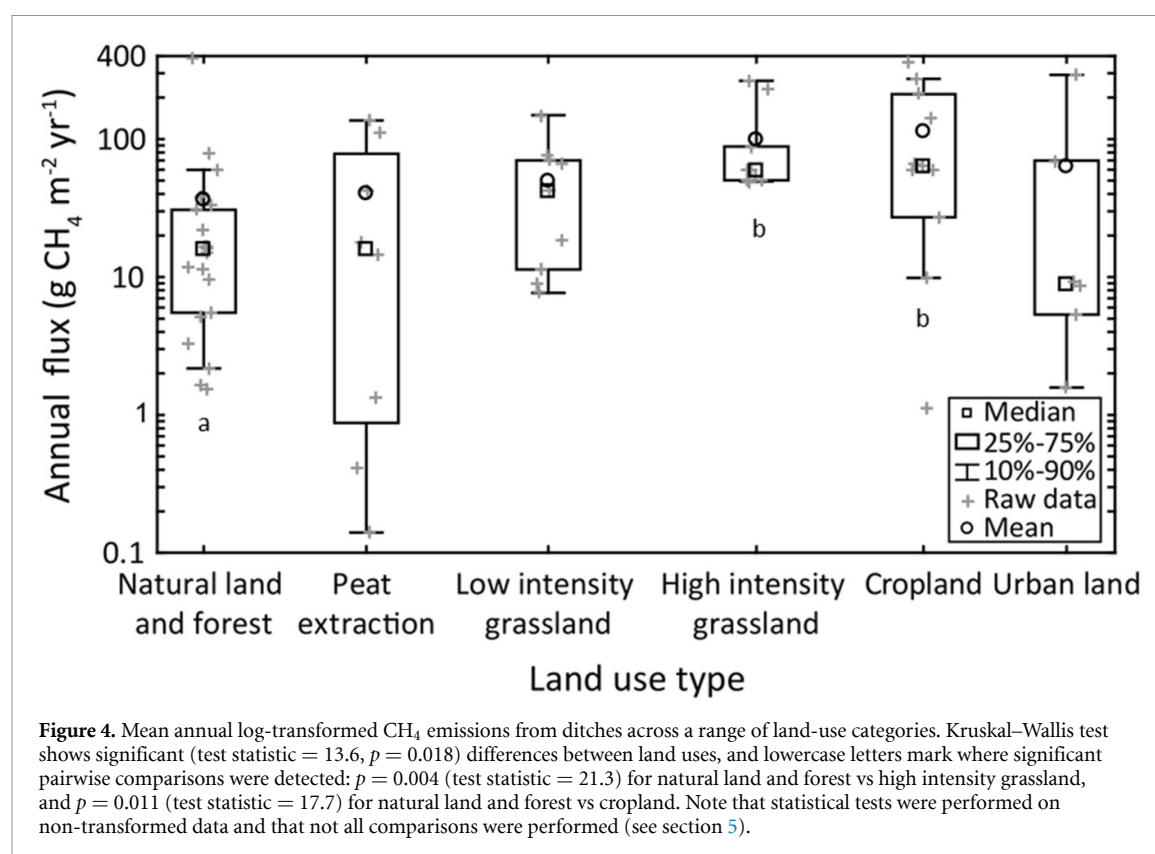 400
100
10
1
0.1
Annual flux (g CH4 m-2 yr-1)
a
b
b
Median
25%-75%
10%-90%
Raw data
Mean
Natural land
and forest
Peat
extraction
Low intensity
grassland
High intensity
grassland
Cropland
Urban land
Land use type
Figure 4. Mean annual log-transformed CH4 emissions from ditches across a range of land-use categories. Kruskal–Wallis test
shows significant (test statistic = 13.6, p = 0.018) differences between land uses, and lowercase letters mark where significant
pairwise comparisons were detected: p = 0.004 (test statistic = 21.3) for natural land and forest vs high intensity grassland,
and p = 0.011 (test statistic = 17.7) for natural land and forest vs cropland. Note that statistical tests were performed on
non-transformed data and that not all comparisons were performed (see section 5).